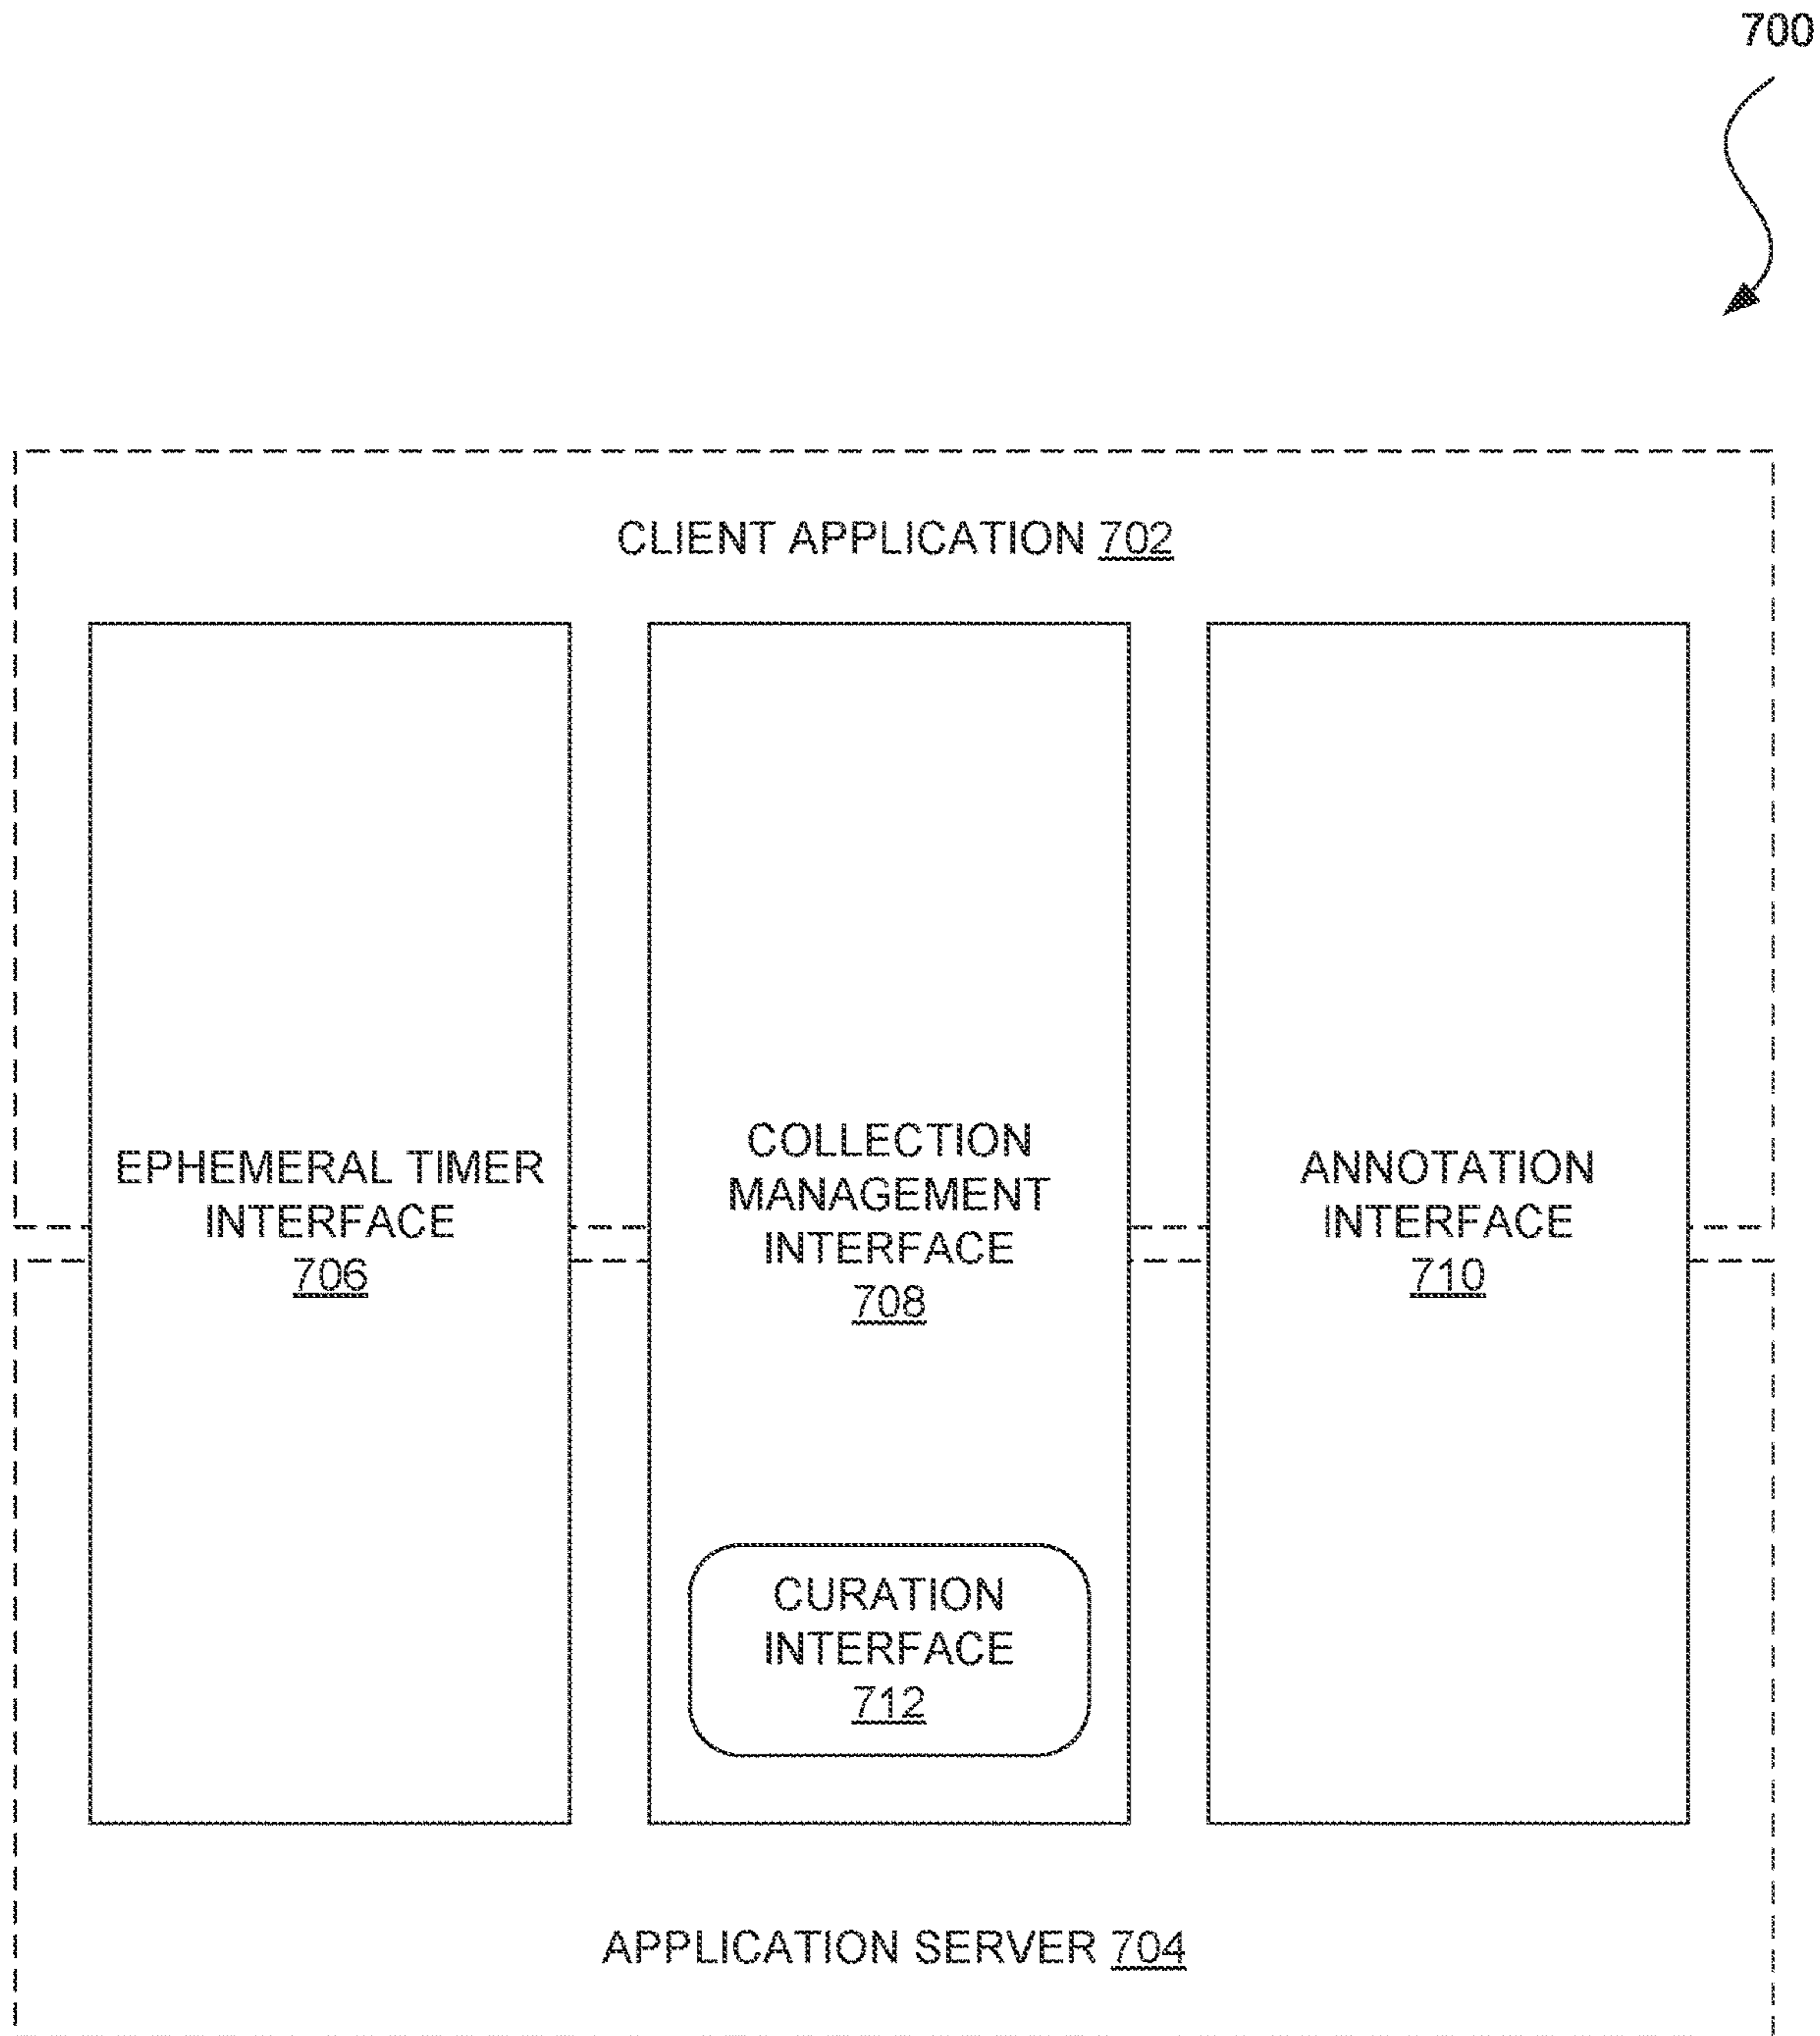 700
CLIENT APPLICATION 702
EPHEMERAL TIMER
INTERFACE
706
COLLECTION
MANAGEMENT
INTERFACE
708
ANNOTATION
INTERFACE
710
CURATION
INTERFACE
712
APPLICATION SERVER 704